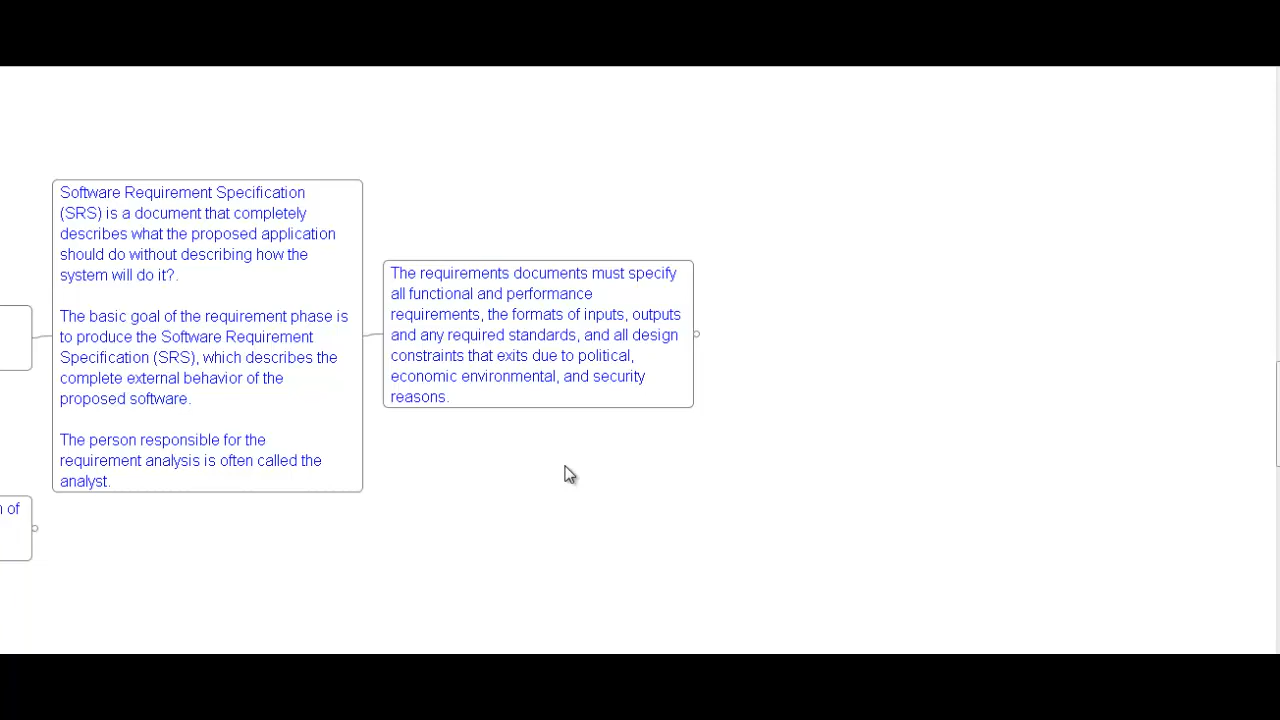 Software Requirement Specification
(SRS) is a document that completely
describes what the proposed application
should do without describing how the
system will do it?.
The basic goal of the requirement phase is
to produce the Software Requirement
Specification (SRS), which describes the
complete external behavior of the
proposed software.
The person responsible for the
requirement analysis is often called the
analyst.
The requirements documents must specify
all functional and performance
requirements, the formats of inputs, outputs
and any required standards, and all design
constraints that exits due to political,
economic environmental, and security
reasons.
of